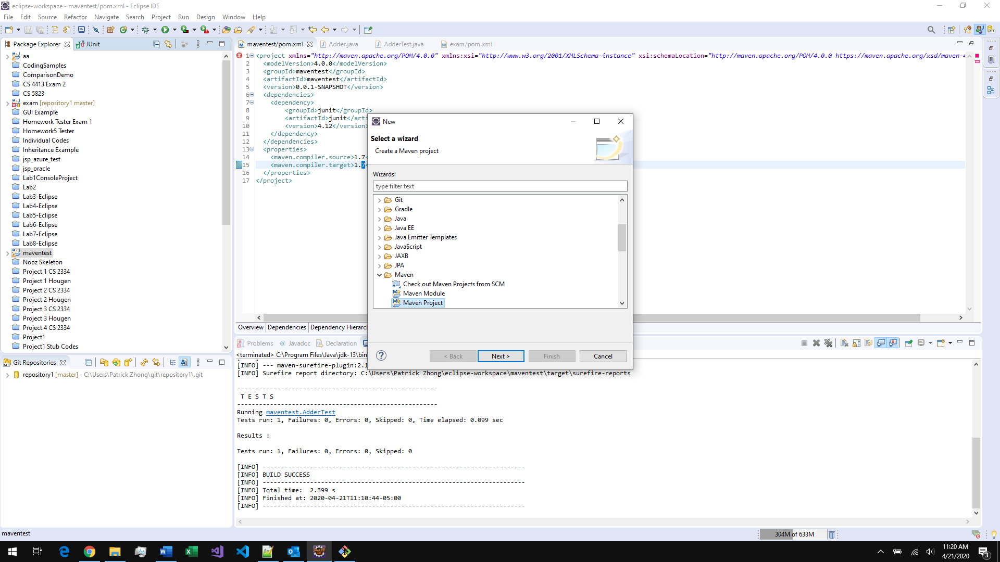 eclipse-workspace - maventest/pom.xml - Eclipse IDE
File Edit Source Refactor Navigate Search Project Run Design Window Help
Package Explorer
JUnit
aa
CodingSamples
ComparisonDemo
CS 4413 Exam 2
CS 5823
exam [repository1 master]
GUI Example
Homework Tester Exam 1
Homework5 Tester
Individual Codes
Inheritance Example
jsp_azure_test
jsp_oracle
Lab1ConsoleProject
Lab2
Lab3-Eclipse
Lab4-Eclipse
Lab5-Eclipse
Lab6-Eclipse
Lab7-Eclipse
Lab8-Eclipse
maventest
Nooz Skeleton
Project 1 CS 2334
Project 1 Hougen
Project 2 CS 2334
Project 2 Hougen
Project 3 CS 2334
Project 3 Hougen
Project 4 CS 2334
Project1
Project1 Stub Codes
Git Repositories
repository1 [master] - C:\Users\Patrick Zhong\git\repository1\.git
maventest/pom.xml Adder.java AdderTest.java exam/pom.xml
1 <project xmlns="http://maven.apache.org/POM/4.0.0" xmlns:xsi="http://www.w3.org/2001/XMLSchema-instance" xsi:schemaLocation="http://maven.apache.org/POM/4.0.0 https://maven.apache.org/xsd/maven-4
2 <modelVersion>4.0.0</modelVersion>
3 <groupId>maventest</groupId>
4 <artifactId>maventest</artifactId>
5 <version>0.0.1-SNAPSHOT</version>
6 <dependencies>
7 <dependency>
8 <groupId>junit</groupId>
9 <artifactId>junit</arti
10 <version>4.12</version>
11 </dependency>
12 </dependencies>
13 <properties>
14 <maven.compiler.source>1.7<
15 <maven.compiler.target>1.7<
16 </properties>
17 </project>
Overview Dependencies Dependency Hierarch
New
Select a wizard
Create a Maven project
Wizards:
type filter text
Git
Gradle
Java
Java EE
Java Emitter Templates
JavaScript
JAXB
JPA
Maven
Check out Maven Projects from SCM
Maven Module
Maven Project
?
< Back
Next >
Finish
Cancel
Problems @ Javadoc Declaration
<terminated> C:\Program Files\Java\jdk-13\bin
[INFO] --- maven-surefire-plugin:2.1
[INFO] Surefire report directory: C:\Users\Patrick Zhong\eclipse-workspace\maventest\target\surefire-reports
-------------------------------------------------------
T E S T S
-------------------------------------------------------
Running maventest.AdderTest
Tests run: 1, Failures: 0, Errors: 0, Skipped: 0, Time elapsed: 0.099 sec
Results :
Tests run: 1, Failures: 0, Errors: 0, Skipped: 0
[INFO] ------------------------------------------------------------------------
[INFO] BUILD SUCCESS
[INFO] ------------------------------------------------------------------------
[INFO] Total time:  2.399 s
[INFO] Finished at: 2020-04-21T11:10:44-05:00
[INFO] ------------------------------------------------------------------------
maventest
304M of 633M
11:20 AM
4/21/2020
3